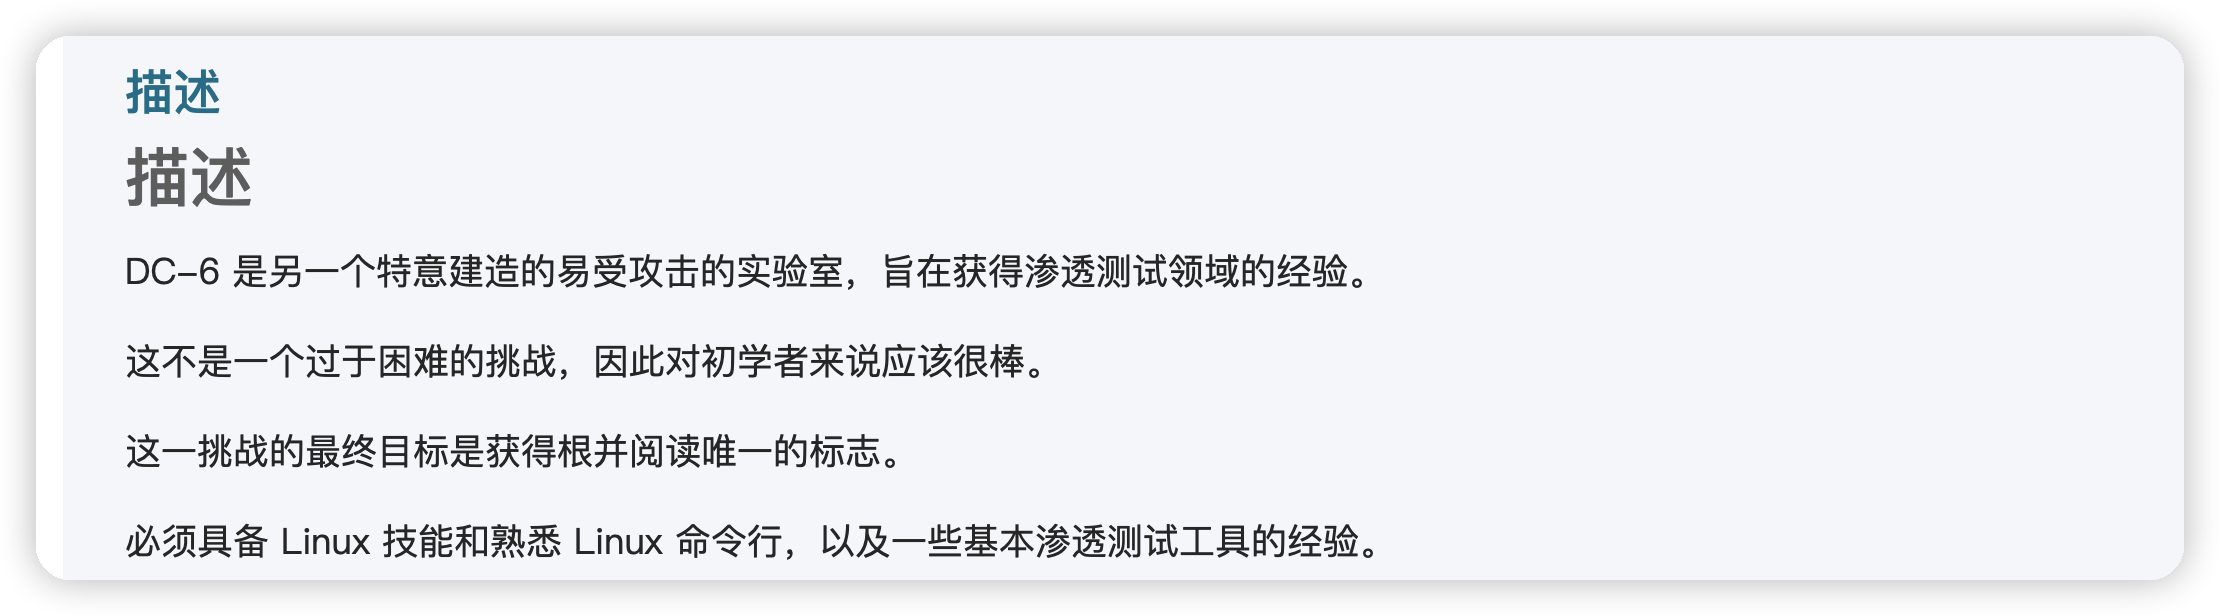 描述
描述
DC-6 是另一个特意建造的易受攻击的实验室，旨在获得渗透测试领域的经验。
这不是一个过于困难的挑战，因此对初学者来说应该很棒。
这一挑战的最终目标是获得根并阅读唯一的标志。
必须具备 Linux 技能和熟悉 Linux 命令行，以及一些基本渗透测试工具的经验。